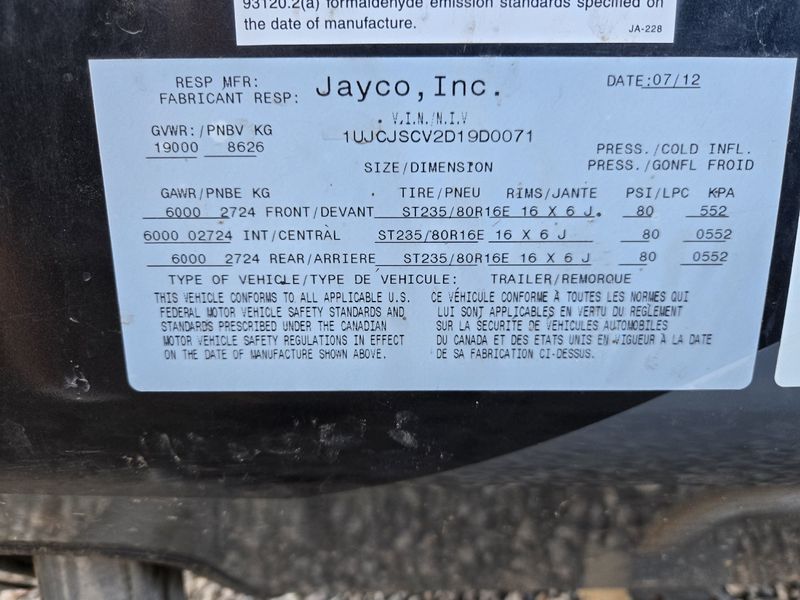 93120.2(a) formaldehyde emission standards specified on
the date of manufacture.
JA-228
RESP MFR:
FABRICANT RESP: Jayco, Inc. DATE:07/12
V.I.N/N.I.V
GVWR:/PNBV KG 1UJCJSCV2D19D0071
19000 8626 PRESS./COLD INFL.
SIZE/DIMENSION PRESS./GONFL FROID
GAWR/PNBE KG TIRE/PNEU RIMS/JANTE PSI/LPC KPA
6000 2724 FRONT/DEVANT ST235/80R16E 16 X 6 J. 80 552
6000 02724 INT/CENTRAL ST235/80R16E 16 X 6 J 80 0552
6000 2724 REAR/ARRIERE ST235/80R16E 16 X 6 J 80 0552
TYPE OF VEHICLE/TYPE DE VEHICULE: TRAILER/REMORQUE
THIS VEHICLE CONFORMS TO ALL APPLICABLE U.S.
FEDERAL MOTOR VEHICLE SAFETY STANDARDS AND
STANDARDS PRESCRIBED UNDER THE CANADIAN
MOTOR VEHICLE SAFETY REGULATIONS IN EFFECT
ON THE DATE OF MANUFACTURE SHOWN ABOVE.
CE VÉHICULE CONFORME À TOUTES LES NORMES QUI
LUI SONT APPLICABLES EN VERTU DU REGLEMENT
SUR LA SECURITE DE VEHICULES AUTOMOBILES
DU CANADA ET DES ETATS UNIS EN VIGUEUR A LA DATE
DE SA FABRICATION CI-DESSUS.